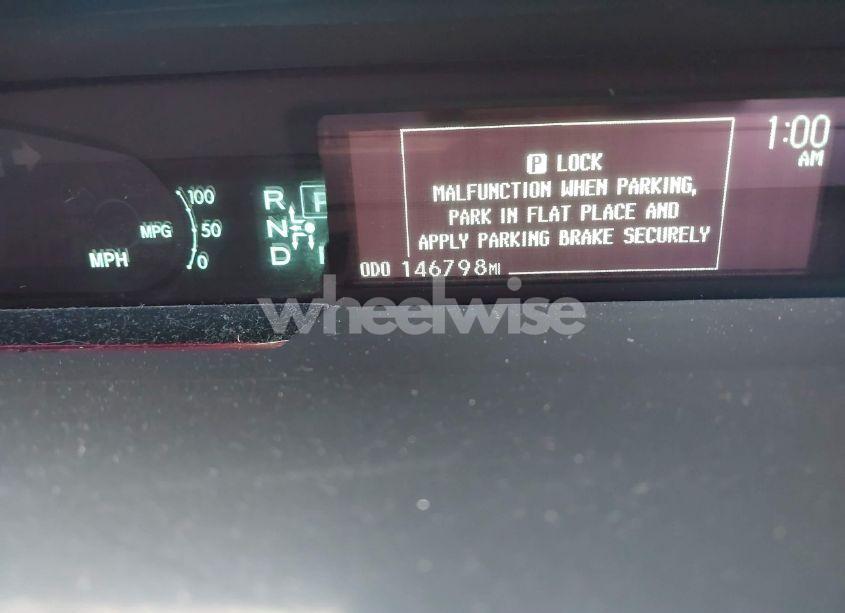 1:00
AM
P LOCK
MALFUNCTION WHEN PARKING,
PARK IN FLAT PLACE AND
APPLY PARKING BRAKE SECURELY
ODO 146798MI
100
MPG 50
MPH 0
R P
N
D
wheelwise